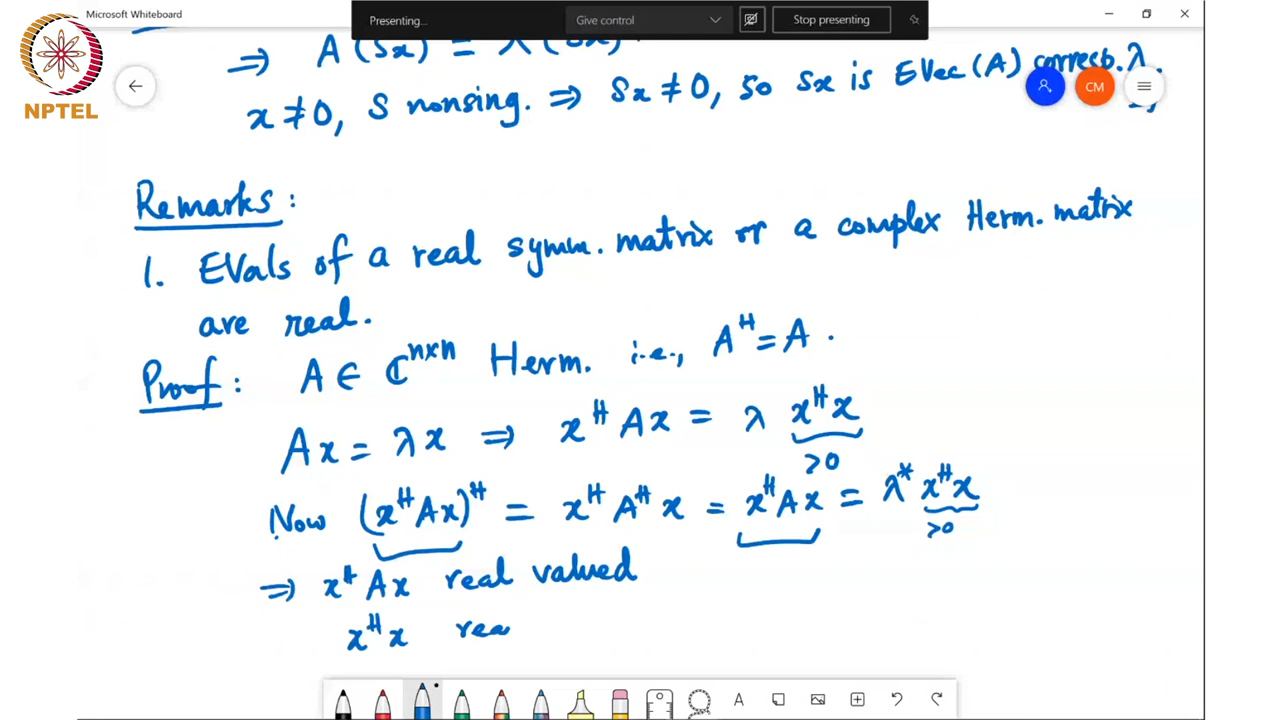 Microsoft Whiteboard
Presenting...
Give control
Stop presenting
NPTEL
⇒ A(Sx) = λ(Sx).
x ≠ 0, S nonsing. ⇒ Sx ≠ 0, so Sx is EVec(A) corresp. λ.
CM
Remarks:
1. EVals of a real symm. matrix or a complex Herm. matrix
are real.
Proof: A ∈ ℂ^{n×n} Herm. i.e., A^H = A.
Ax = λx ⇒ x^H Ax = λ x^H x
>0
Now (x^H Ax)^H = x^H A^H x = x^H Ax = λ* x^H x
>0
⇒ x^H Ax real valued
x^H x rea
A